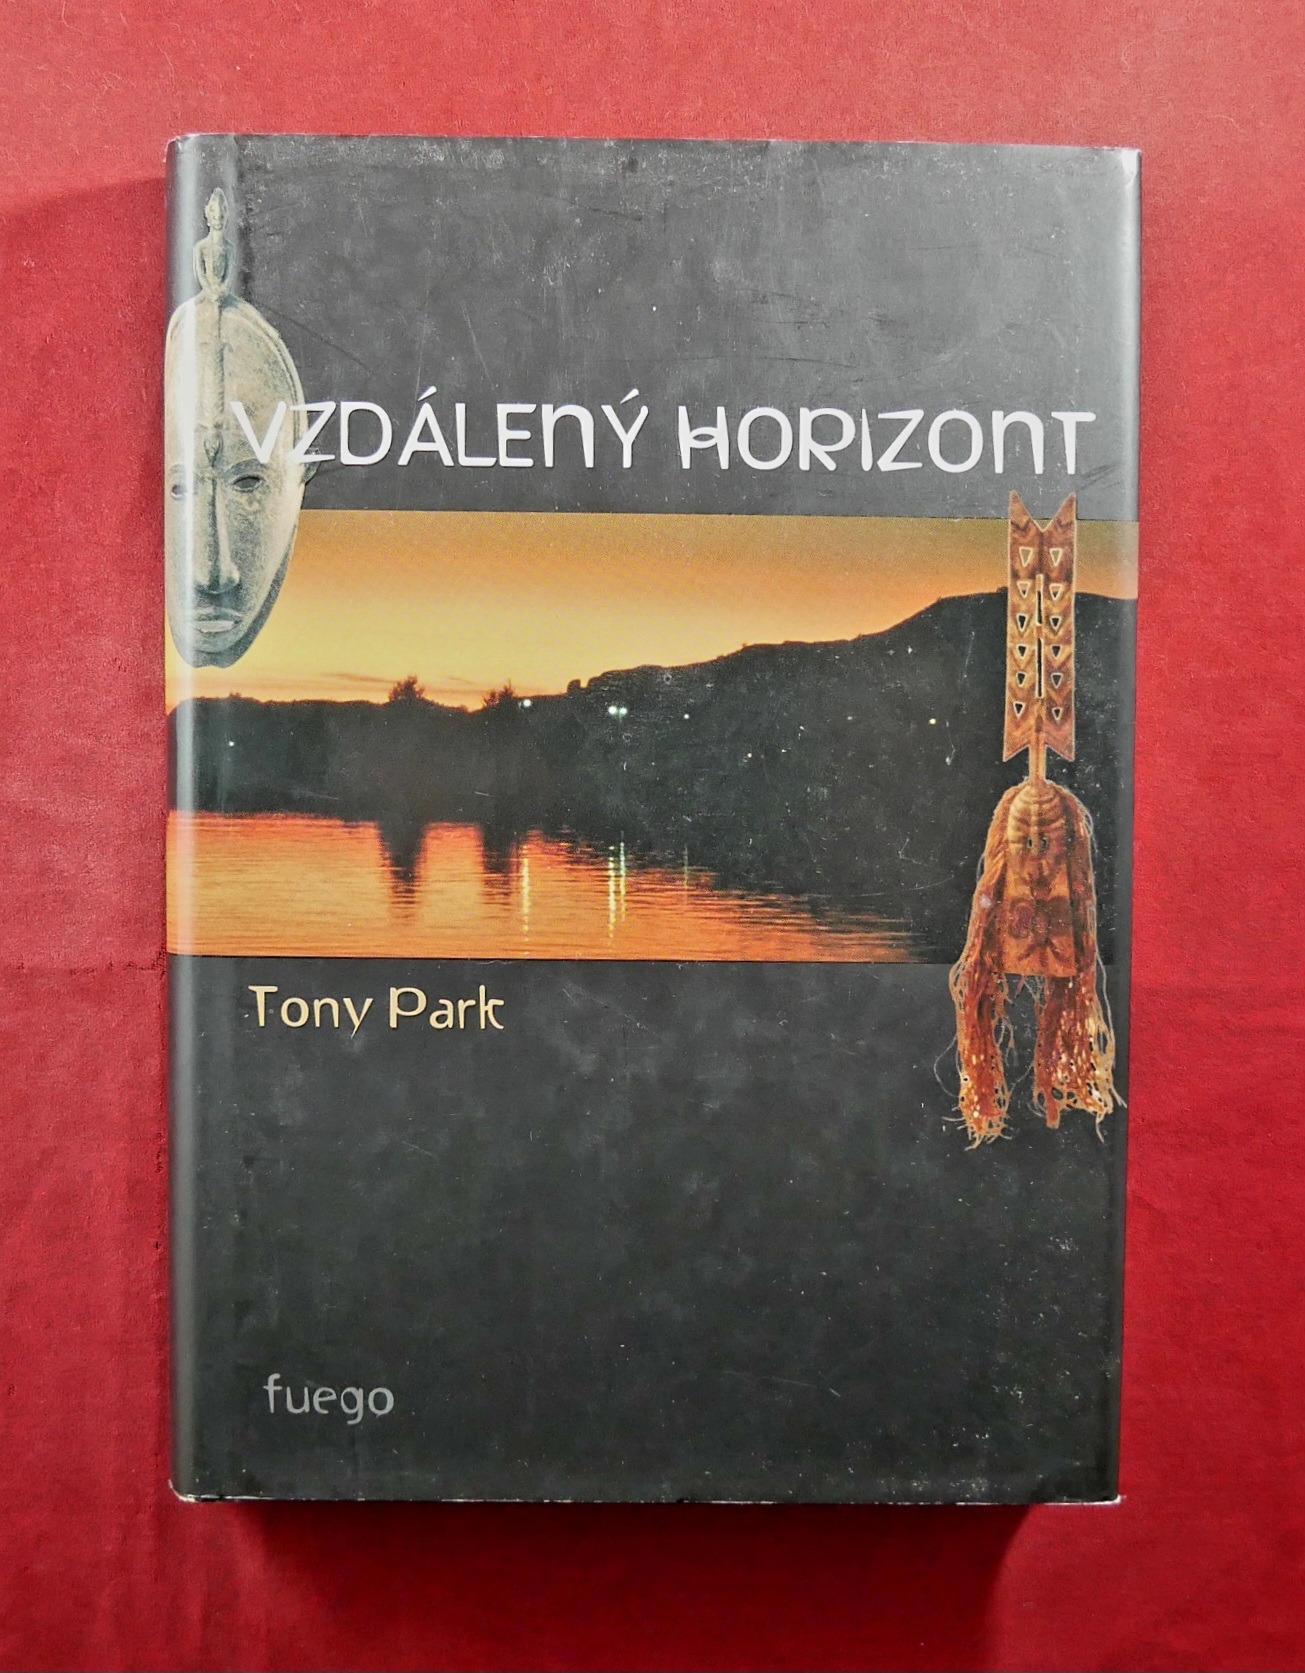 VZDÁLENÝ HORIZONT
Tony Park
fuego